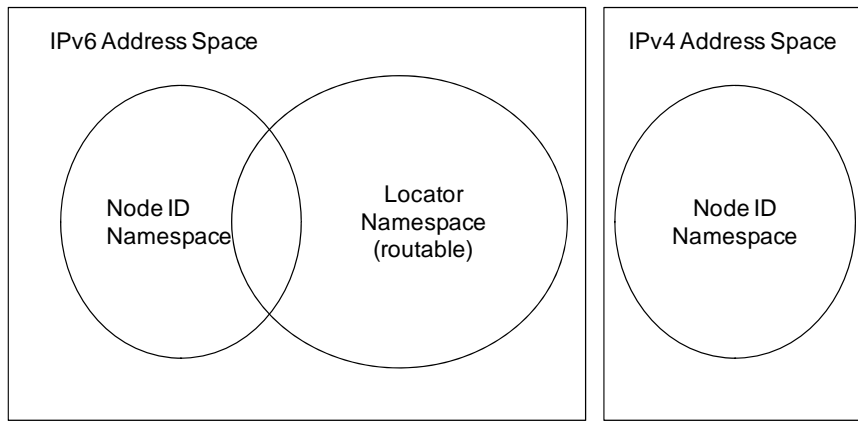 IPv6 Address Space
Node ID
Namespace
Locator
Namespace
(routable)
IPv4 Address Space
Node ID
Namespace